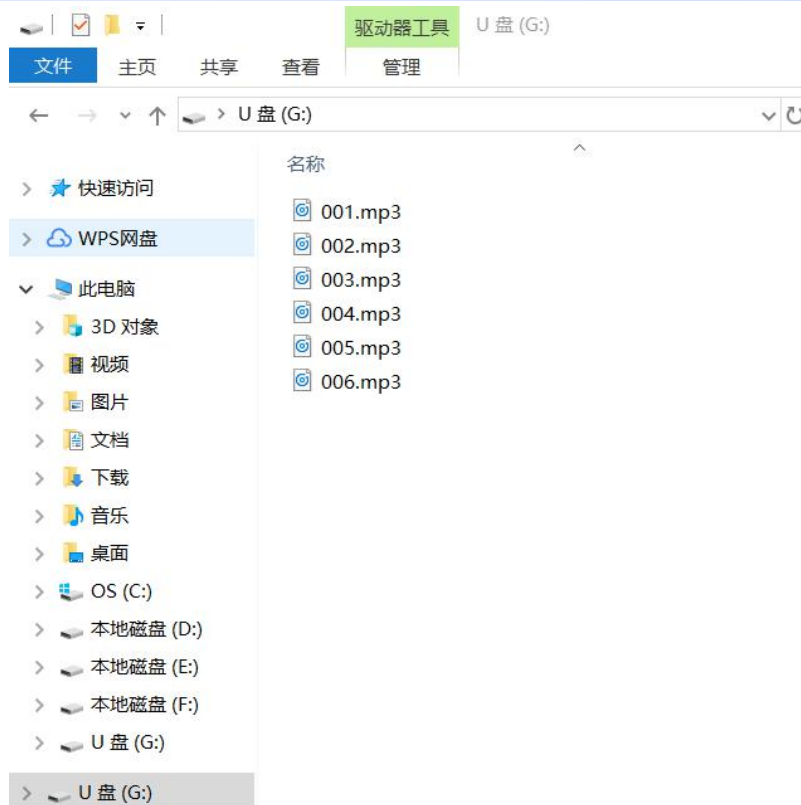 驱动器工具 U 盘 (G:)
文件 主页 共享 查看 管理
U 盘 (G:)
名称
快速访问
WPS网盘
此电脑
3D 对象
视频
图片
文档
下载
音乐
桌面
OS (C:)
本地磁盘 (D:)
本地磁盘 (E:)
本地磁盘 (F:)
U 盘 (G:)
U 盘 (G:)
001.mp3
002.mp3
003.mp3
004.mp3
005.mp3
006.mp3